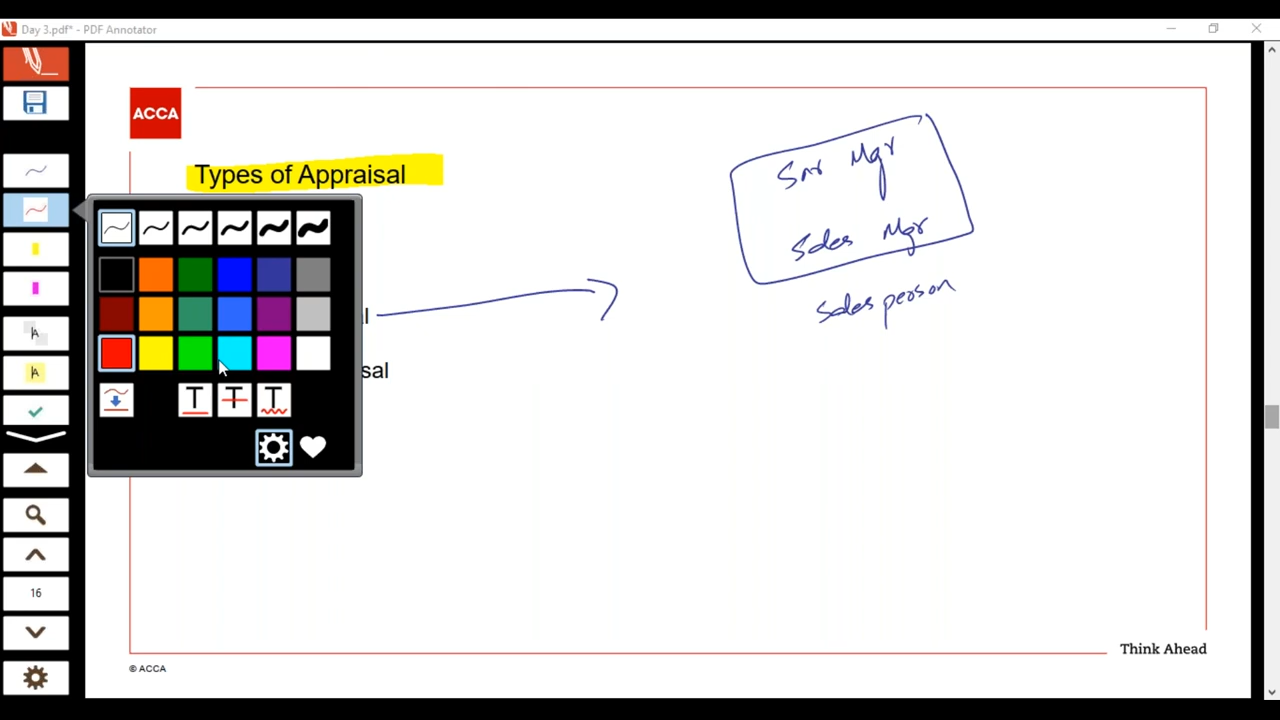 Day 3.pdf* - PDF Annotator
ACCA
Types of Appraisal
Snr Mgr
Sales Mgr
Sales person
l
sal
A
A
T
T
T
16
Think Ahead
© ACCA